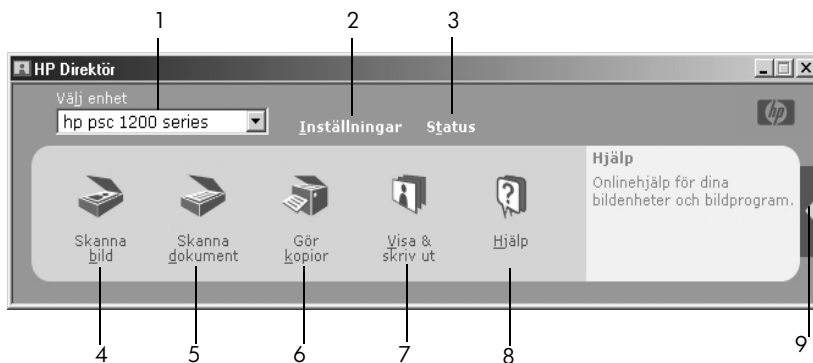 1 2 3
HP Direktör
Välj enhet
hp psc 1200 series
Inställningar Status
hp
Hjälp
Onlinehjälp för dina
bildenheter och bildprogram.
Skanna
bild
Skanna
dokument
Gör
kopior
Visa &
skriv ut
Hjälp
4 5 6 7 8 9